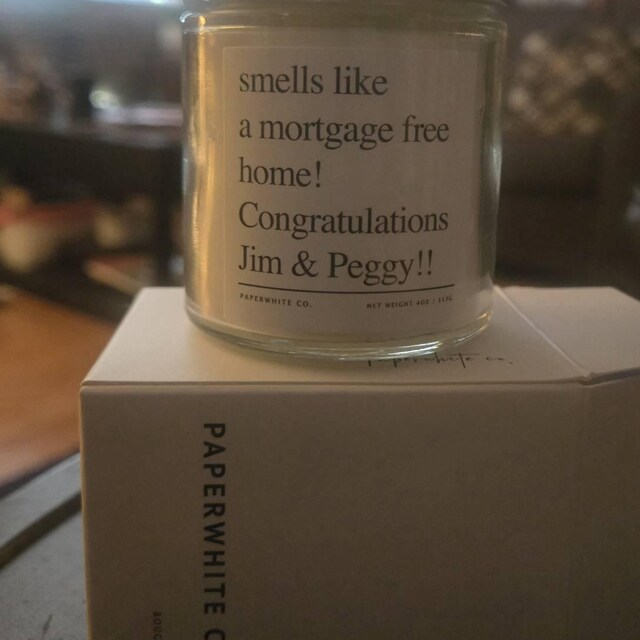 smells like
a mortgage free
home!
Congratulations
Jim & Peggy!!
PAPERWHITE CO. NET WEIGHT 4OZ / 113G
PAPERWHITE C